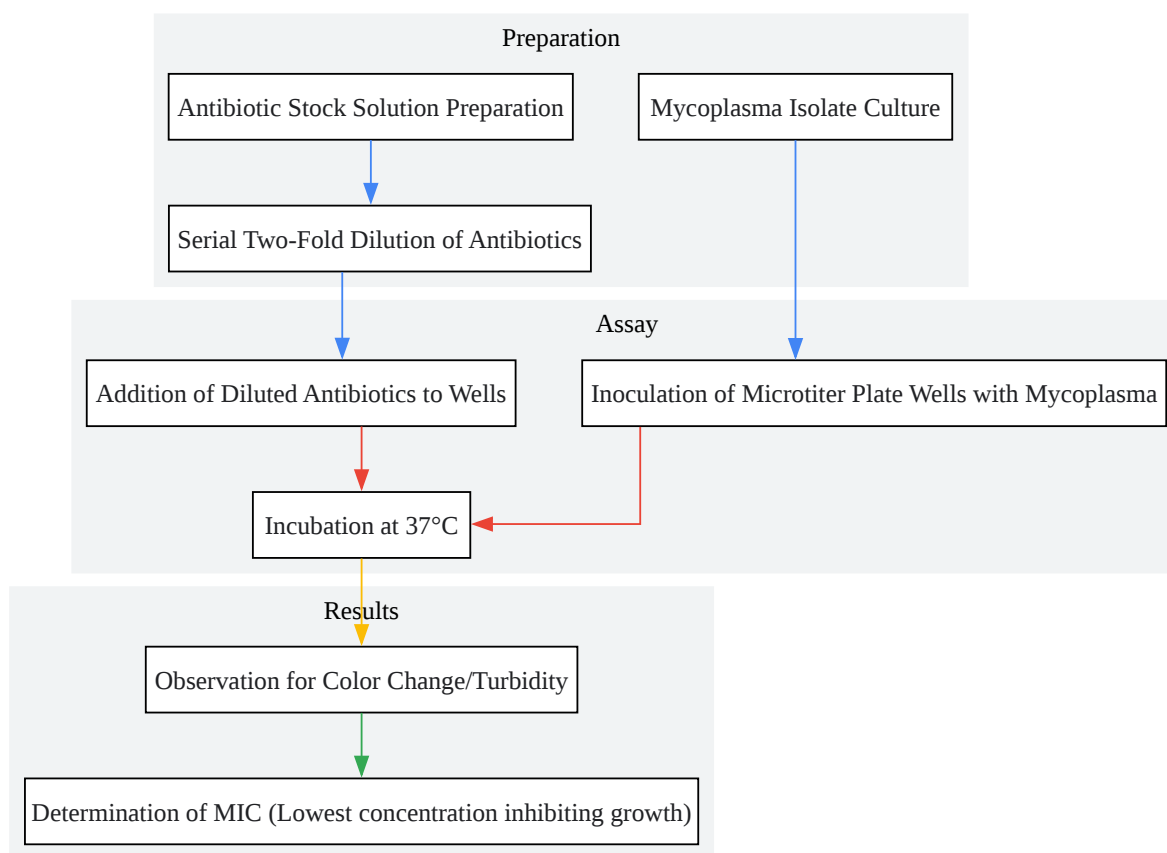 Preparation
Antibiotic Stock Solution Preparation
Mycoplasma Isolate Culture
Serial Two-Fold Dilution of Antibiotics
Assay
Addition of Diluted Antibiotics to Wells
Inoculation of Microtiter Plate Wells with Mycoplasma
Incubation at 37°C
Results
Observation for Color Change/Turbidity
Determination of MIC (Lowest concentration inhibiting growth)